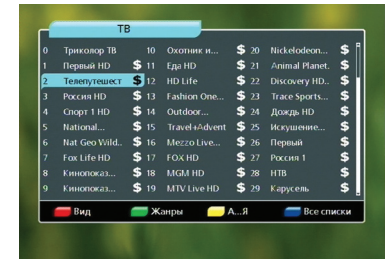 ТВ
0 Триколор ТВ 10 Охотник и... $ 20 Nickelodeon... $
1 Первый HD $ 11 Еда HD $ 21 Animal Planet. $
2 Телепутешест $ 12 HD Life $ 22 Discovery HD.. $
3 Россия HD $ 13 Fashion One... $ 23 Trace Sports... $
4 Спорт 1 HD $ 14 Outdoor... $ 24 Дождь HD $
5 National... $ 15 Travel+Advent $ 25 Искушение... $
6 Nat Geo Wild.. $ 16 Mezzo Live... $ 26 Первый $
7 Fox Life HD $ 17 FOX HD $ 27 Россия 1 $
8 Кинопоказ... $ 18 MGM HD $ 28 НТВ $
9 Кинопоказ... $ 19 MTV Live HD $ 29 Карусель $
Вид Жанры А...Я Все списки